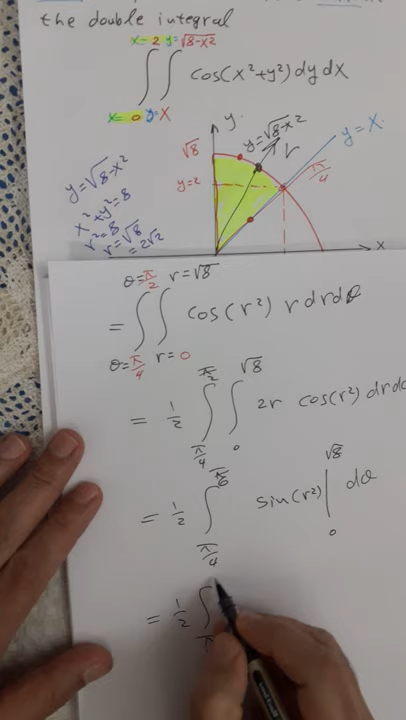 the double integral
x=2 y=√8-x²
∫∫ cos(x²+y²) dy dx
x=0 y=x
y
y=√8-x²
y=x
√8
r
π/4
y=2
x
y=√8-x²
x²+y²=8
r²=8
r=√8
=2√2
θ=π/2 r=√8
= ∫∫ cos(r²) r dr dθ
θ=π/4 r=0
π/2 √8
= 1/2 ∫∫ 2r cos(r²) dr d
π/4 0
√8
= 1/2 ∫ sin(r²) | dθ
π/4 0
= 1/2 ∫